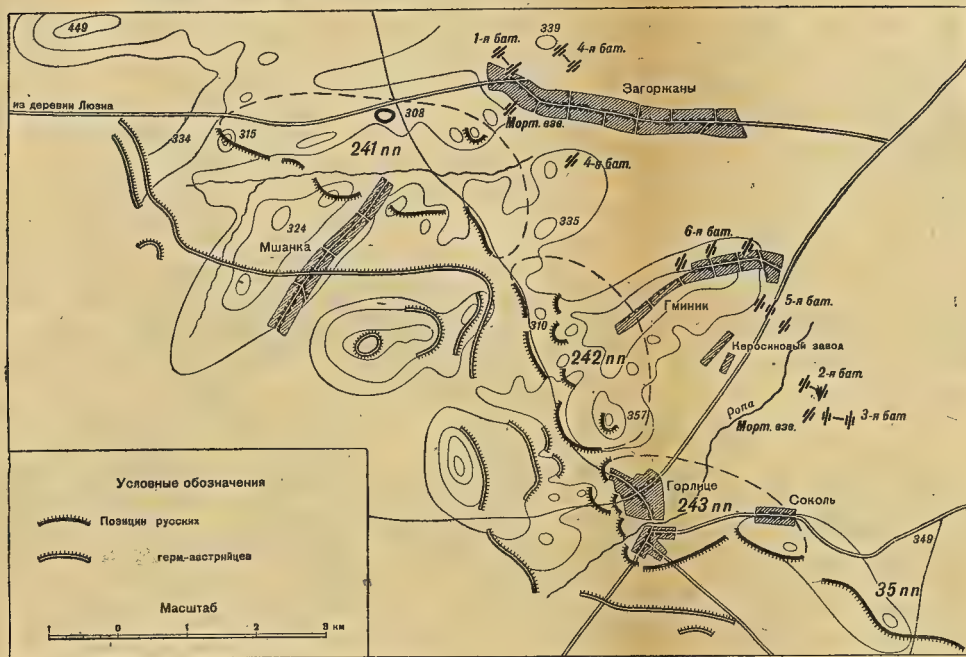 449
339
1-я бат.
4-я бат.
Загоржаны
из деревни Люзна
308
Морт. взв.
334
315
241 пп
4-я бат.
324
335
Мшанка
6-я бат.
Гминик
5-я бат.
310
242 пп
Керосиновый завод
2-я бат.
357
Ропа
Морт. взв.
3-я бат
Горлице
243 пп
Соколь
349
35 пп
Условные обозначения
Позиции русских
герм.-австрийцев
Масштаб
1 0 1 2 3 км